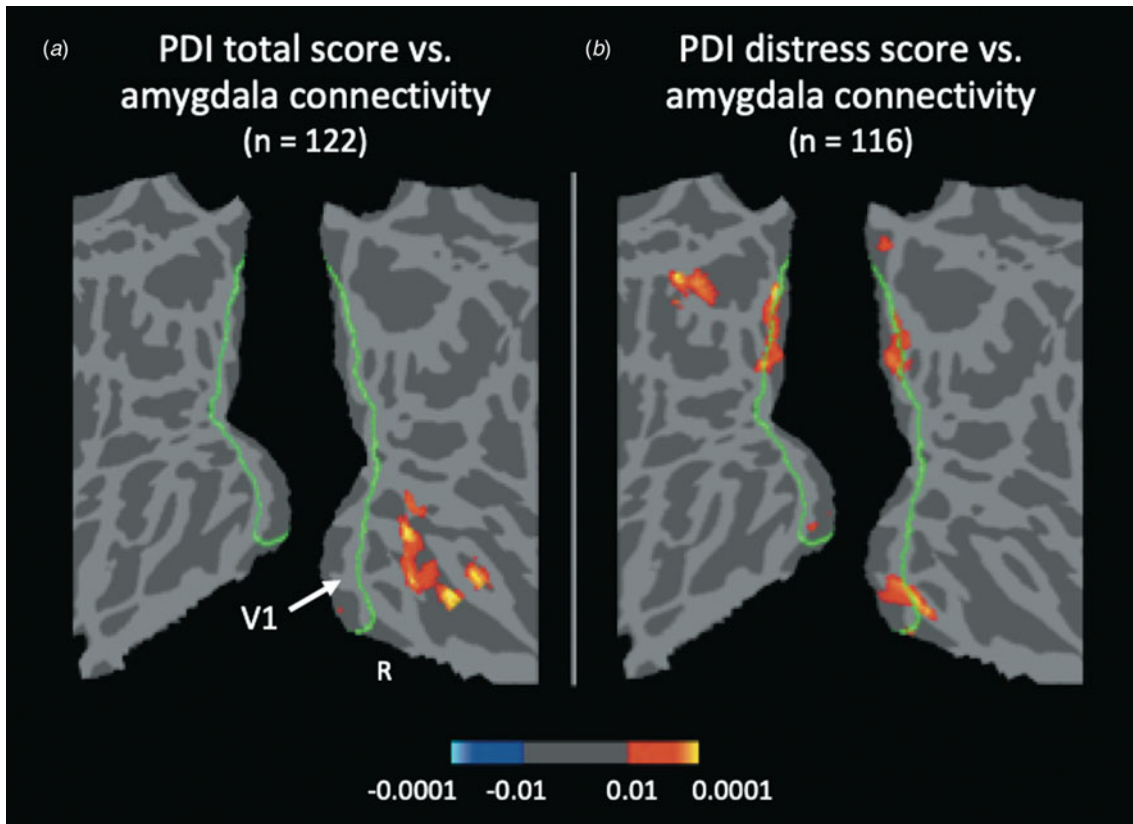 (a)
PDI total score vs.
amygdala connectivity
(n = 122)
(b)
PDI distress score vs.
amygdala connectivity
(n = 116)
V1
R
-0.0001 -0.01 0.01 0.0001